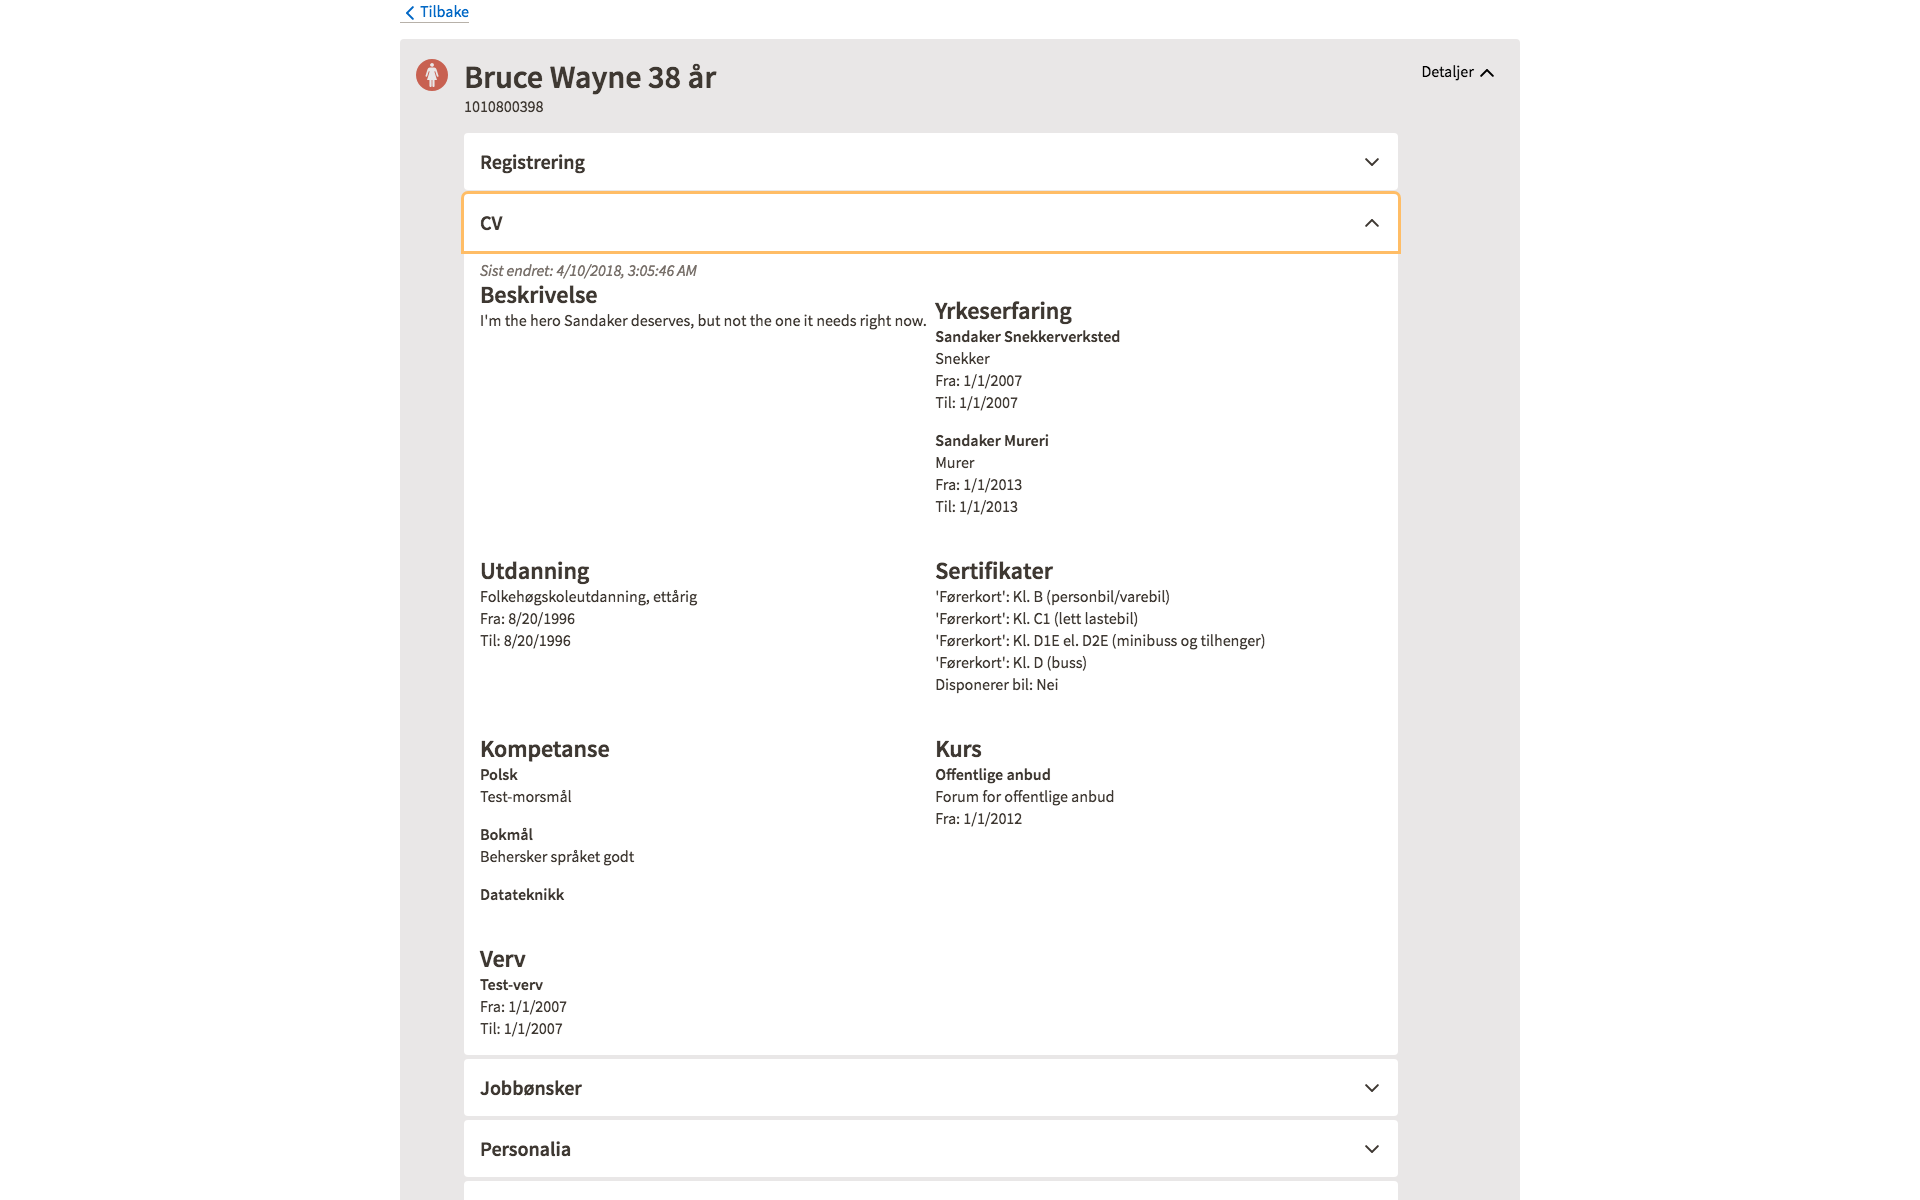 Tilbake
Bruce Wayne 38 år
Detaljer
1010800398
Registrering
CV
Sist endret: 4/10/2018, 3:05:46 AM
Beskrivelse
I'm the hero Sandaker deserves, but not the one it needs right now.
Yrkeserfaring
Sandaker Snekkerverksted
Snekker
Fra: 1/1/2007
Til: 1/1/2007
Sandaker Mureri
Murer
Fra: 1/1/2013
Til: 1/1/2013
Utdanning
Folkehøgskoleutdanning, ettårig
Fra: 8/20/1996
Til: 8/20/1996
Sertifikater
'Førerkort': Kl. B (personbil/varebil)
'Førerkort': Kl. C1 (lett lastebil)
'Førerkort': Kl. D1E el. D2E (minibuss og tilhenger)
'Førerkort': Kl. D (buss)
Disponerer bil: Nei
Kompetanse
Polsk
Test-morsmål
Bokmål
Behersker språket godt
Datateknikk
Kurs
Offentlige anbud
Forum for offentlige anbud
Fra: 1/1/2012
Verv
Test-verv
Fra: 1/1/2007
Til: 1/1/2007
Jobbønsker
Personalia